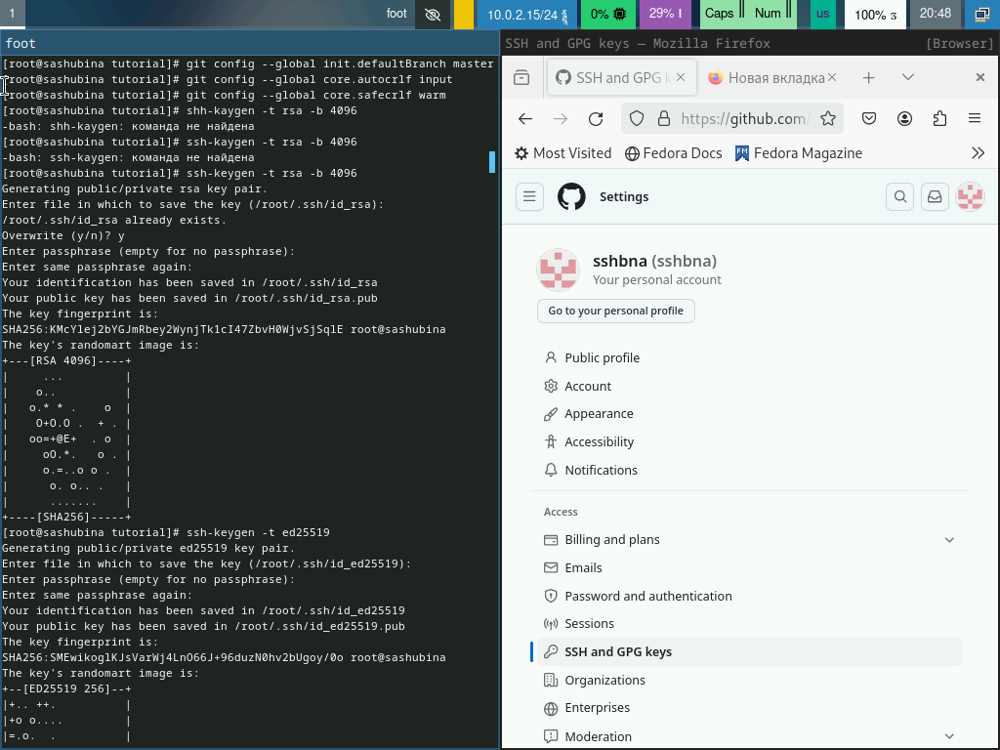 1
foot
10.0.2.15/24
0%
29%
Caps
Num
us
100%
20:48
foot
[root@sashubina tutorial]# git config --global init.defaultBranch master
[root@sashubina tutorial]# git config --global core.autocrlf input
[root@sashubina tutorial]# git config --global core.safecrlf warm
[root@sashubina tutorial]# shh-kaygen -t rsa -b 4096
-bash: shh-kaygen: команда не найдена
[root@sashubina tutorial]# ssh-kaygen -t rsa -b 4096
-bash: ssh-kaygen: команда не найдена
[root@sashubina tutorial]# ssh-keygen -t rsa -b 4096
Generating public/private rsa key pair.
Enter file in which to save the key (/root/.ssh/id_rsa):
/root/.ssh/id_rsa already exists.
Overwrite (y/n)? y
Enter passphrase (empty for no passphrase):
Enter same passphrase again:
Your identification has been saved in /root/.ssh/id_rsa
Your public key has been saved in /root/.ssh/id_rsa.pub
The key fingerprint is:
SHA256:KMcYlej2bYGJmRbey2WynjTk1cI47ZbvH0WjvSjSqlE root@sashubina
The key's randomart image is:
+---[RSA 4096]----+
|     ...         |
|    o..          |
|   o.* * .    o  |
|    O+O.O .  + . |
|   oo=+@E+  . o  |
|     oO.*.   o . |
|     o.=..o o .  |
|      o. o.. .   |
|      .......    |
+----[SHA256]-----+
[root@sashubina tutorial]# ssh-keygen -t ed25519
Generating public/private ed25519 key pair.
Enter file in which to save the key (/root/.ssh/id_ed25519):
Enter passphrase (empty for no passphrase):
Enter same passphrase again:
Your identification has been saved in /root/.ssh/id_ed25519
Your public key has been saved in /root/.ssh/id_ed25519.pub
The key fingerprint is:
SHA256:SMEwikoglKJsVarWj4LnO66J+96duzN0hv2bUgoy/0o root@sashubina
The key's randomart image is:
+--[ED25519 256]--+
|+.. ++.          |
|+o o....         |
|=.o.  .          |
SSH and GPG keys — Mozilla Firefox
[Browser]
SSH and GPG k
Новая вкладка
https://github.com/
Most Visited
Fedora Docs
FM Fedora Magazine
Settings
sshbna (sshbna)
Your personal account
Go to your personal profile
Public profile
Account
Appearance
Accessibility
Notifications
Access
Billing and plans
Emails
Password and authentication
Sessions
SSH and GPG keys
Organizations
Enterprises
Moderation